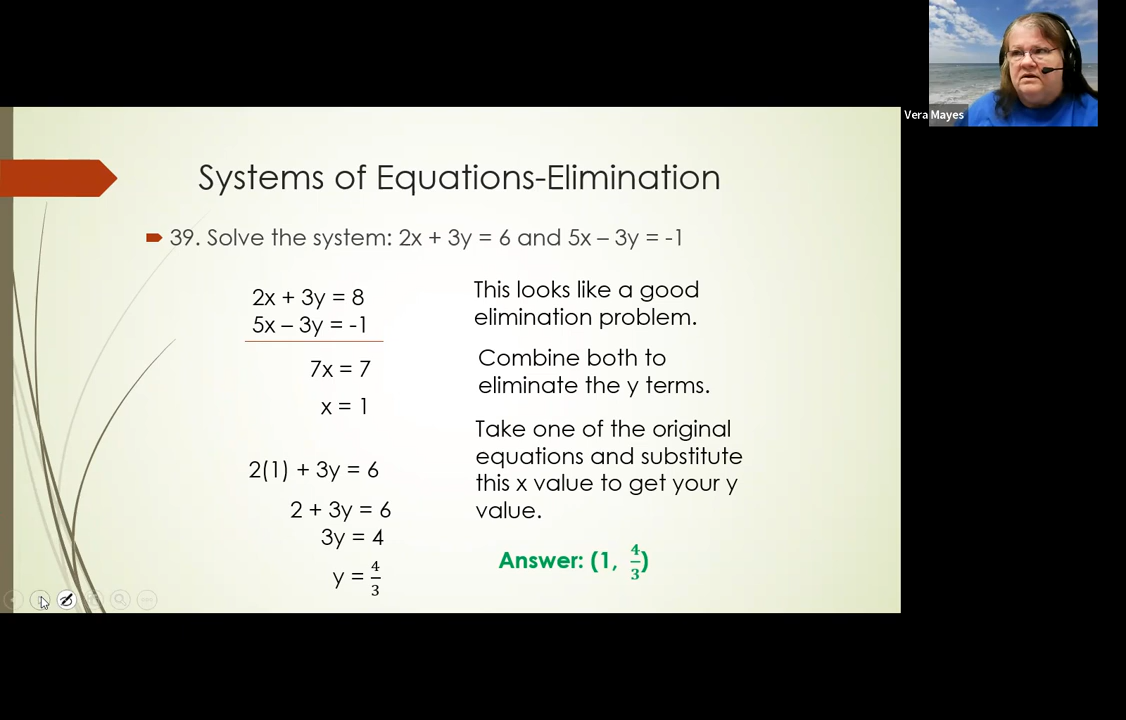 Vera Mayes
Systems of Equations-Elimination
39. Solve the system: 2x + 3y = 6 and 5x – 3y = -1
2x + 3y = 8
5x – 3y = -1
7x = 7
x = 1
2(1) + 3y = 6
2 + 3y = 6
3y = 4
y = 4/3
This looks like a good
elimination problem.
Combine both to
eliminate the y terms.
Take one of the original
equations and substitute
this x value to get your y
value.
Answer: (1, 4/3)